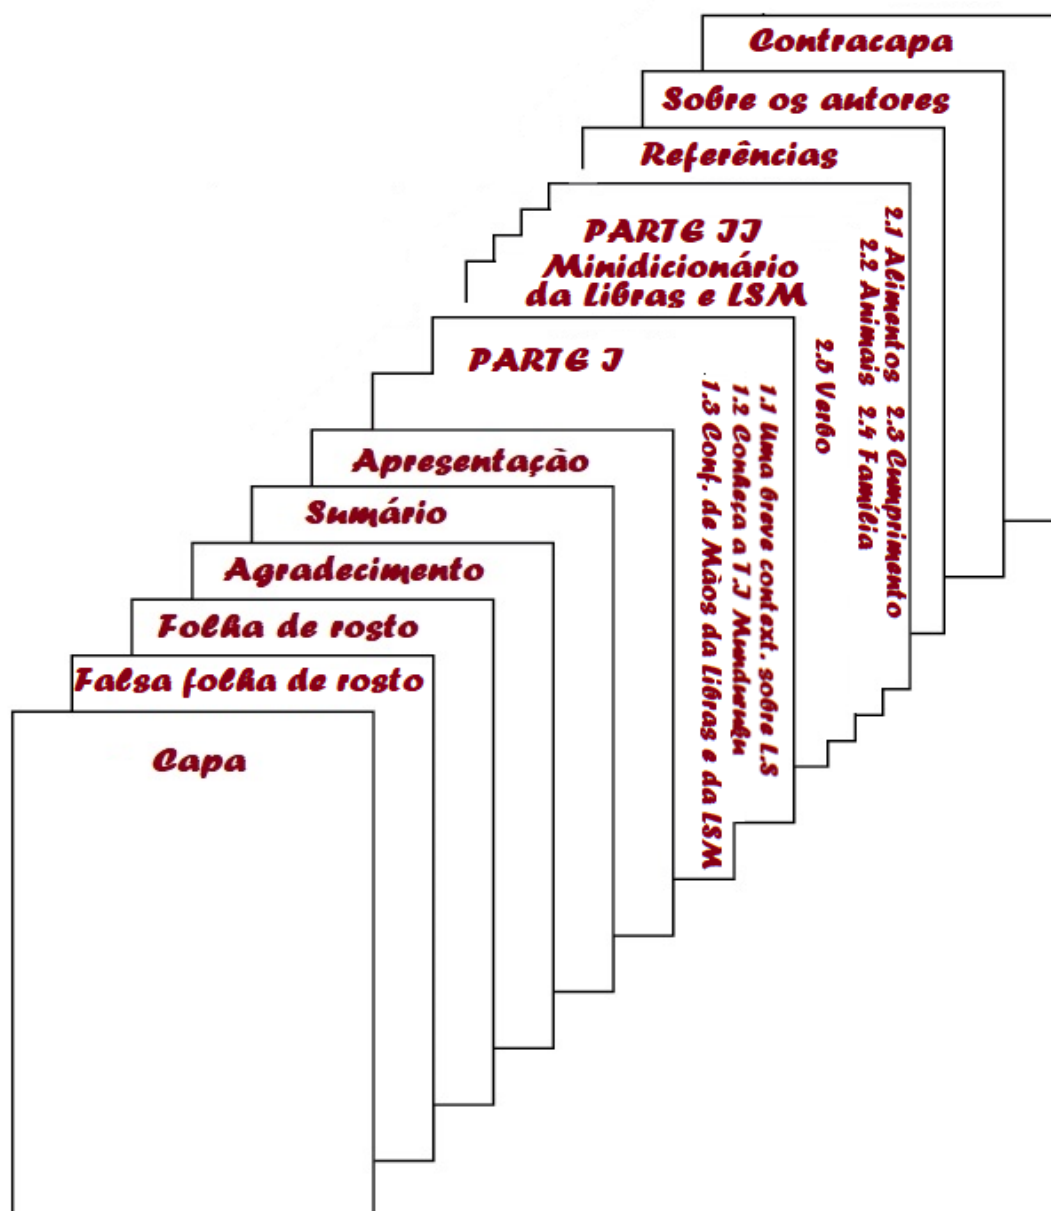 Contracapa
Sobre os autores
Referências
PARTE II
Minidicionário
da Libras e LSM
2.1 Alimentos 2.3 Cumprimento
2.2 Animais 2.4 Família
2.5 Verbo
PARTE I
1.1 Uma breve context. sobre L.S
1.2 Conheça a T.I Munduruku
1.3 Conf. de Mãos da Libras e da LSM
Apresentação
Sumário
Agradecimento
Folha de rosto
Falsa folha de rosto
Capa